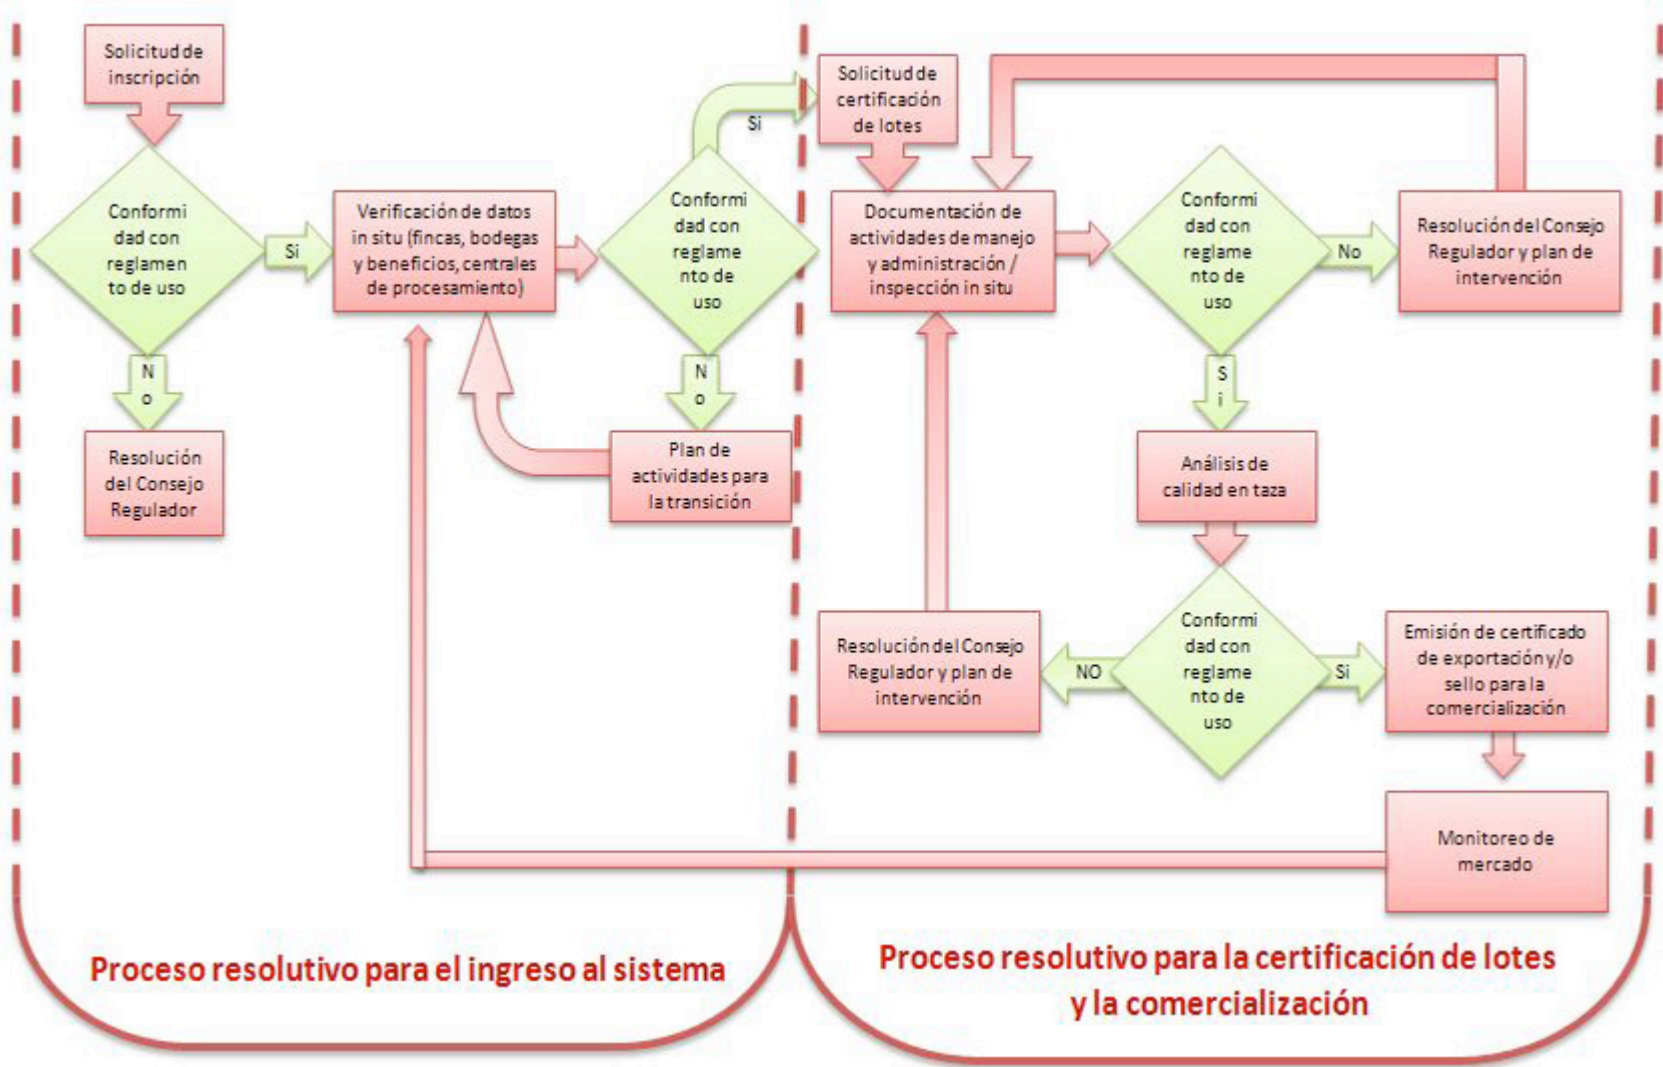 Solicitud de
inscripción
Conformi
dad con
reglamen
to de uso
Si
N
o
Resolución
del Consejo
Regulador
Verificación de datos
in situ (fincas, bodegas
y beneficios, centrales
de procesamiento)
Conformi
dad con
reglame
nto de
uso
Si
N
o
Plan de
actividades para
la transición
Solicitud de
certificación
de lotes
Documentación de
actividades de manejo
y administración /
inspección in situ
Conformi
dad con
reglame
nto de
uso
No
Resolución del Consejo
Regulador y plan de
intervención
S
i
Análisis de
calidad en taza
Conformi
dad con
reglame
nto de
uso
NO
Resolución del Consejo
Regulador y plan de
intervención
Si
Emisión de certificado
de exportación y/o
sello para la
comercialización
Monitoreo de
mercado
Proceso resolutivo para el ingreso al sistema
Proceso resolutivo para la certificación de lotes
y la comercialización